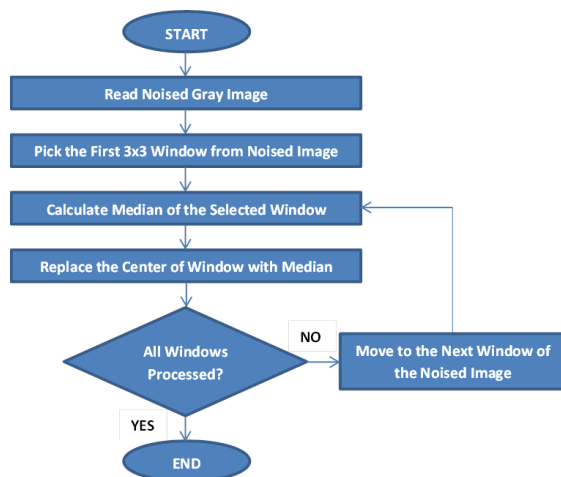 START
Read Noised Gray Image
Pick the First 3x3 Window from Noised Image
Calculate Median of the Selected Window
Replace the Center of Window with Median
All Windows
Processed?
NO
Move to the Next Window of
the Noised Image
YES
END